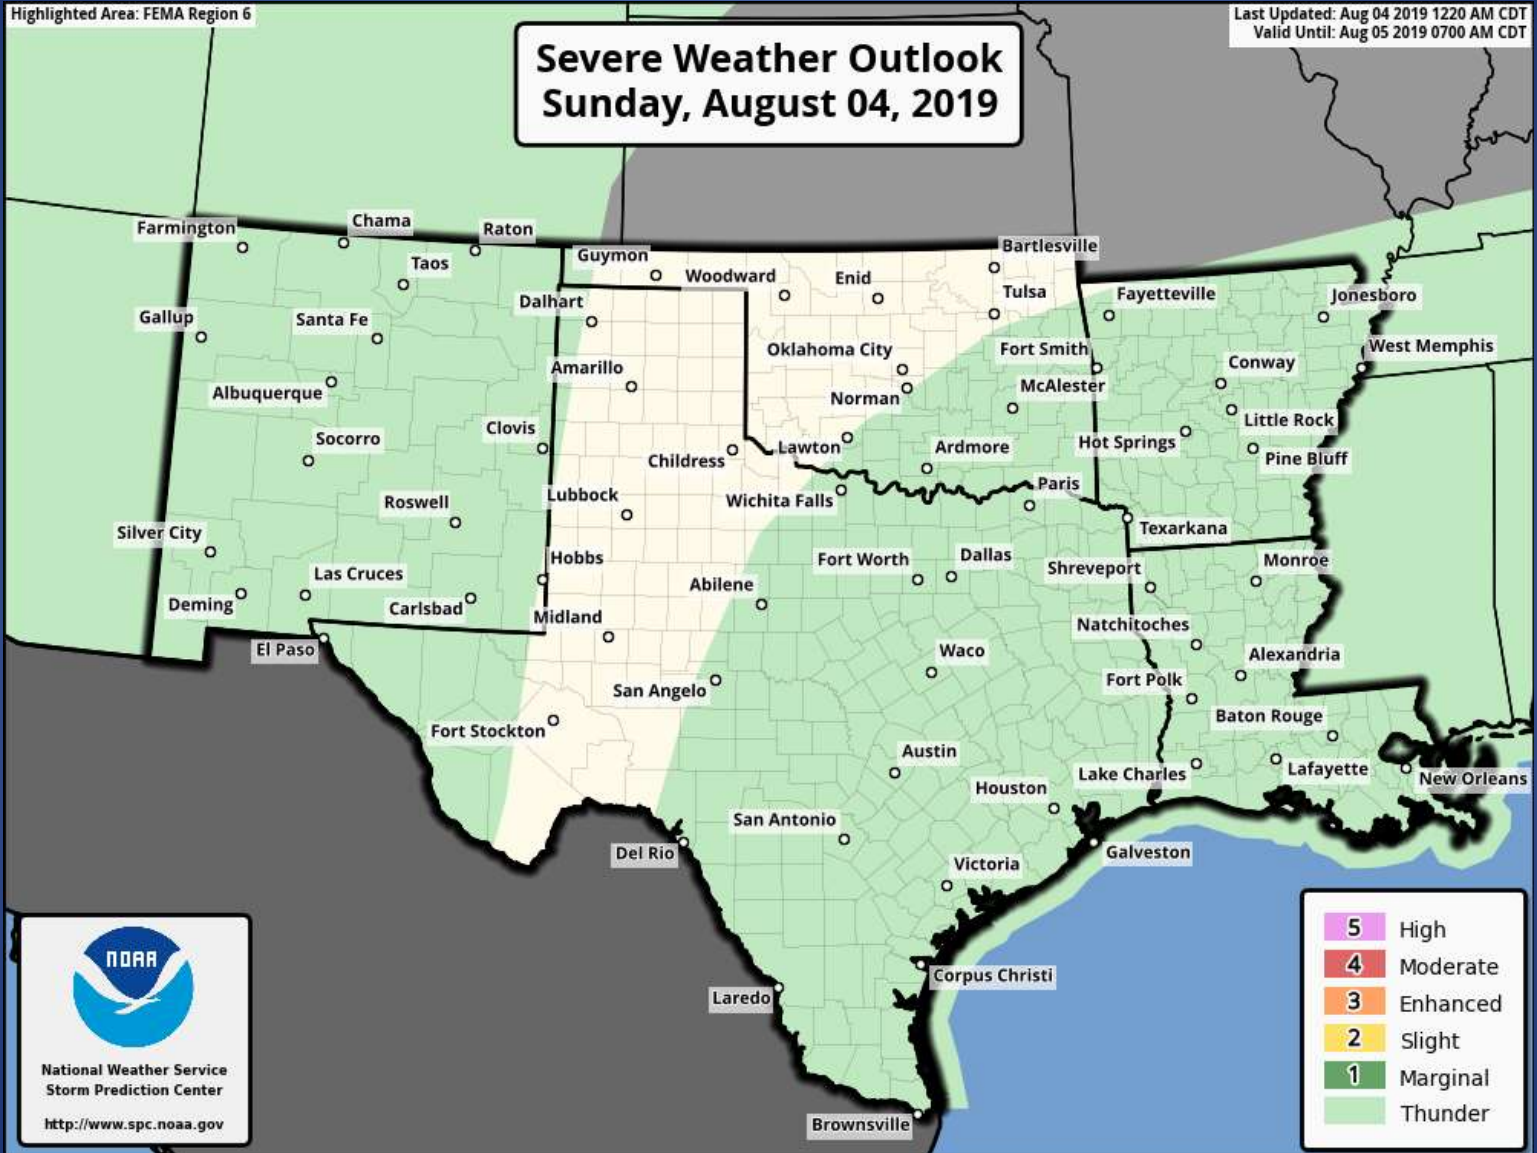 Highlighted Area: FEMA Region 6
Last Updated: Aug 04 2019 1220 AM CDT
Valid Until: Aug 05 2019 0700 AM CDT
Severe Weather Outlook
Sunday, August 04, 2019
Farmington
Chama
Raton
Taos
Guymon
Woodward
Enid
Bartlesville
Tulsa
Fayetteville
Jonesboro
Gallup
Santa Fe
Dalhart
Oklahoma City
Fort Smith
Conway
West Memphis
Albuquerque
Amarillo
Norman
McAlester
Little Rock
Socorro
Clovis
Childress
Lawton
Ardmore
Hot Springs
Pine Bluff
Roswell
Lubbock
Wichita Falls
Paris
Texarkana
Silver City
Las Cruces
Hobbs
Abilene
Fort Worth
Dallas
Shreveport
Monroe
Deming
Carlsbad
Midland
Natchitoches
El Paso
San Angelo
Waco
Fort Polk
Alexandria
Fort Stockton
Austin
Baton Rouge
Houston
Lake Charles
Lafayette
New Orleans
San Antonio
Del Rio
Victoria
Galveston
Laredo
Corpus Christi
Brownsville
NOAA
National Weather Service
Storm Prediction Center
http://www.spc.noaa.gov
5 High
4 Moderate
3 Enhanced
2 Slight
1 Marginal
Thunder